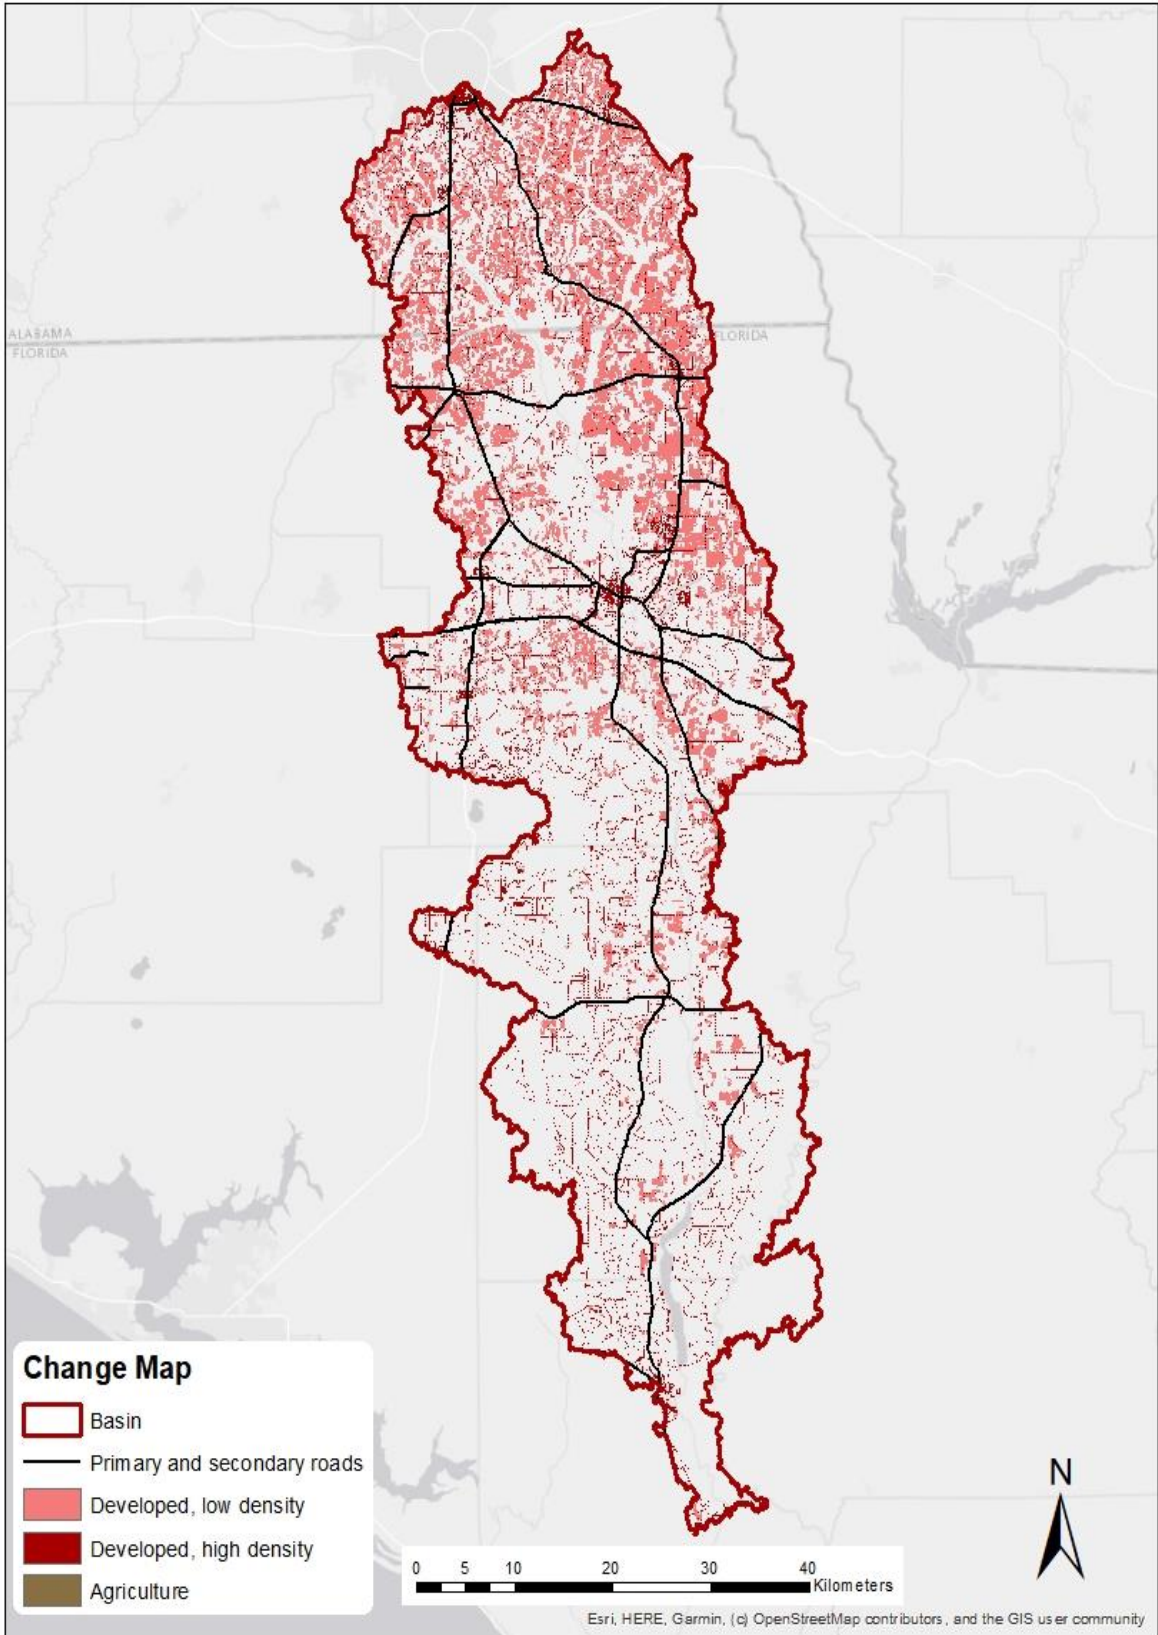 ALABAMA
FLORIDA
FLORIDA
Change Map
Basin
Primary and secondary roads
Developed, low density
Developed, high density
Agriculture
N
0 5 10 20 30 40
Kilometers
Esri, HERE, Garmin, (c) OpenStreetMap contributors, and the GIS user community